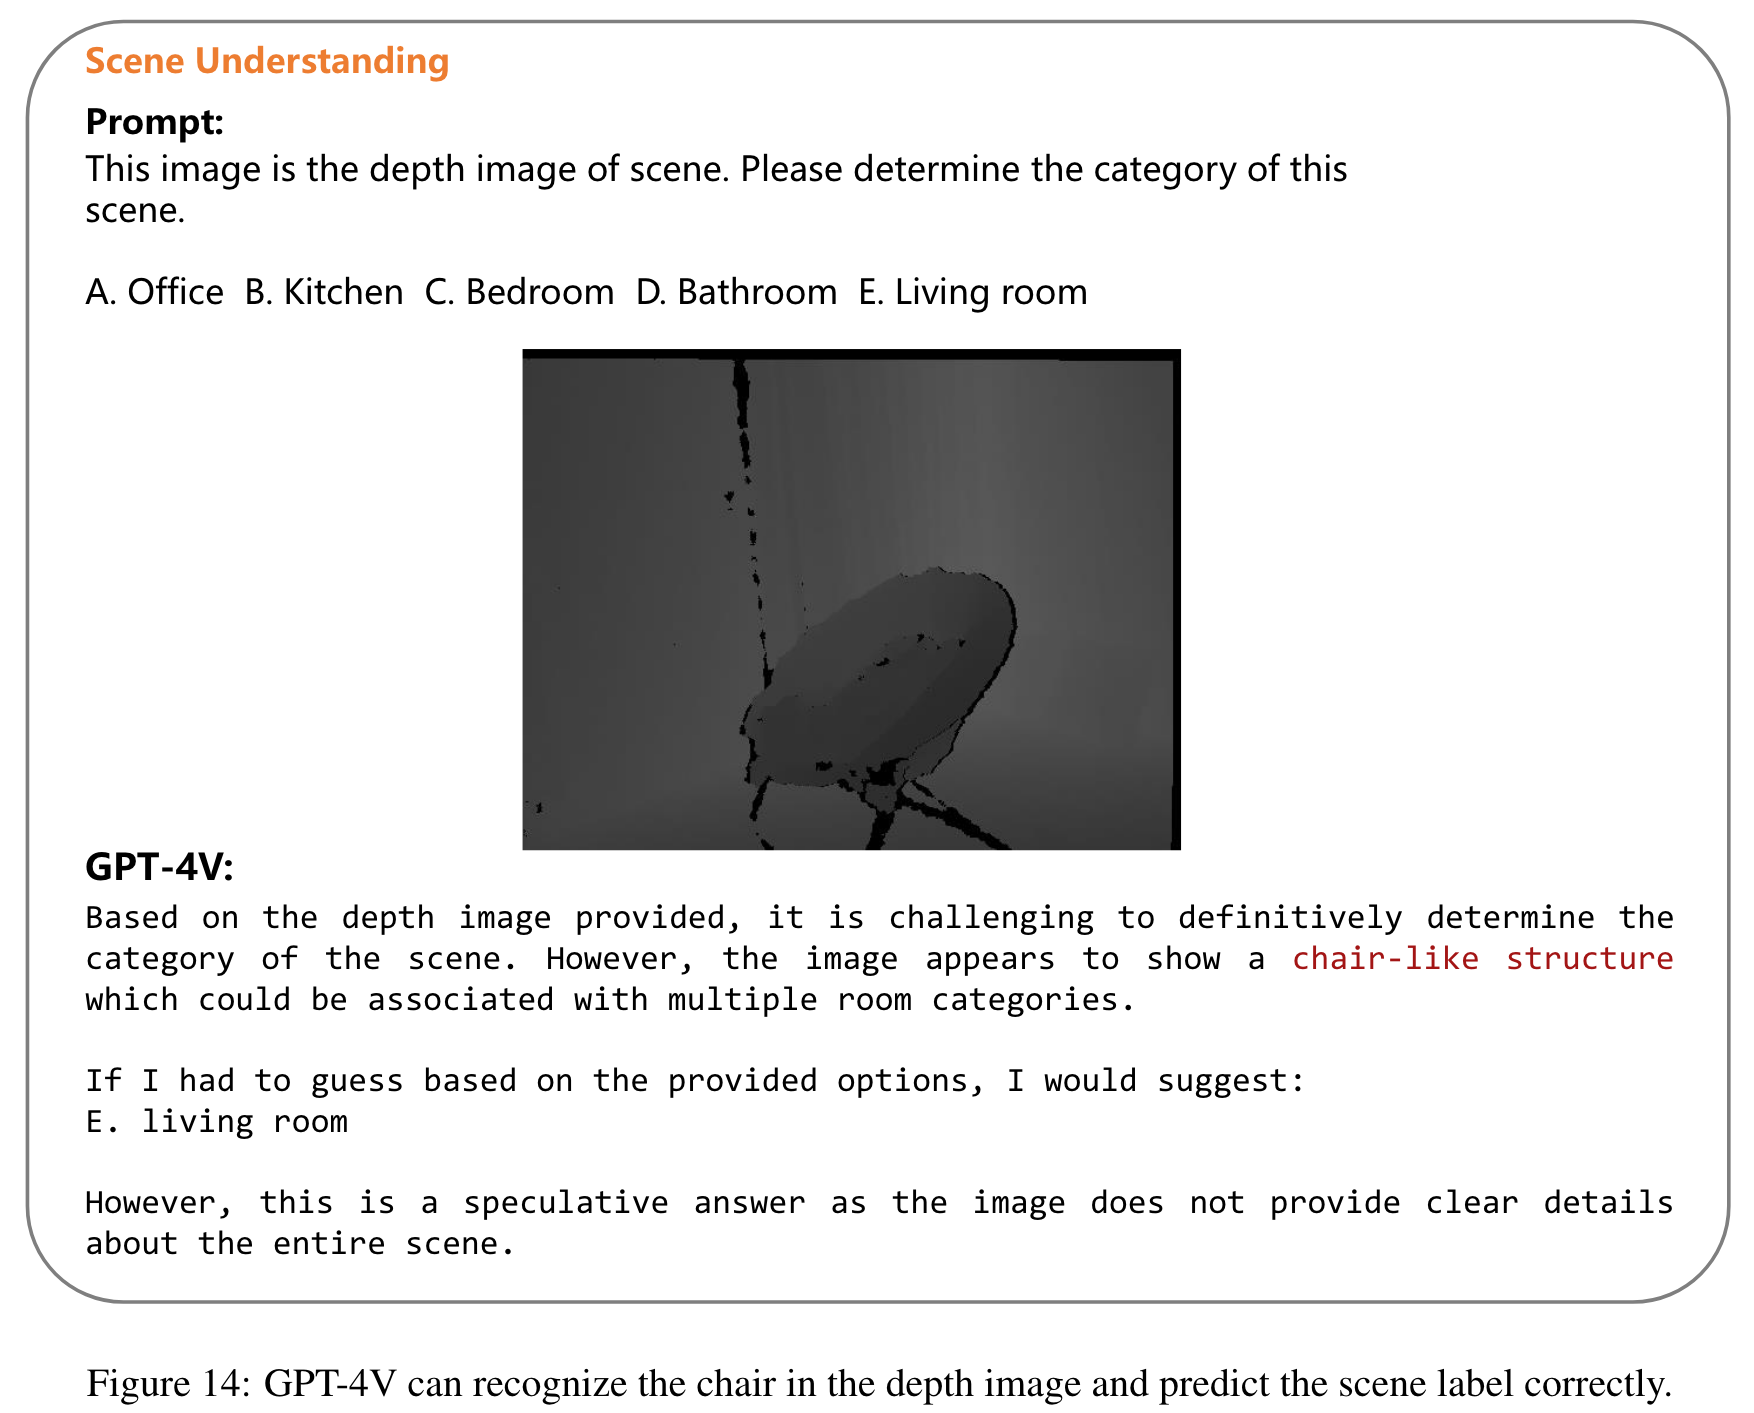 Scene Understanding
Prompt:
This image is the depth image of scene. Please determine the category of this
scene.
A. Office  B. Kitchen  C. Bedroom  D. Bathroom  E. Living room
GPT-4V:
Based on the depth image provided, it is challenging to definitively determine the
category of the scene. However, the image appears to show a chair-like structure
which could be associated with multiple room categories.
If I had to guess based on the provided options, I would suggest:
E. living room
However, this is a speculative answer as the image does not provide clear details
about the entire scene.
Figure 14: GPT-4V can recognize the chair in the depth image and predict the scene label correctly.